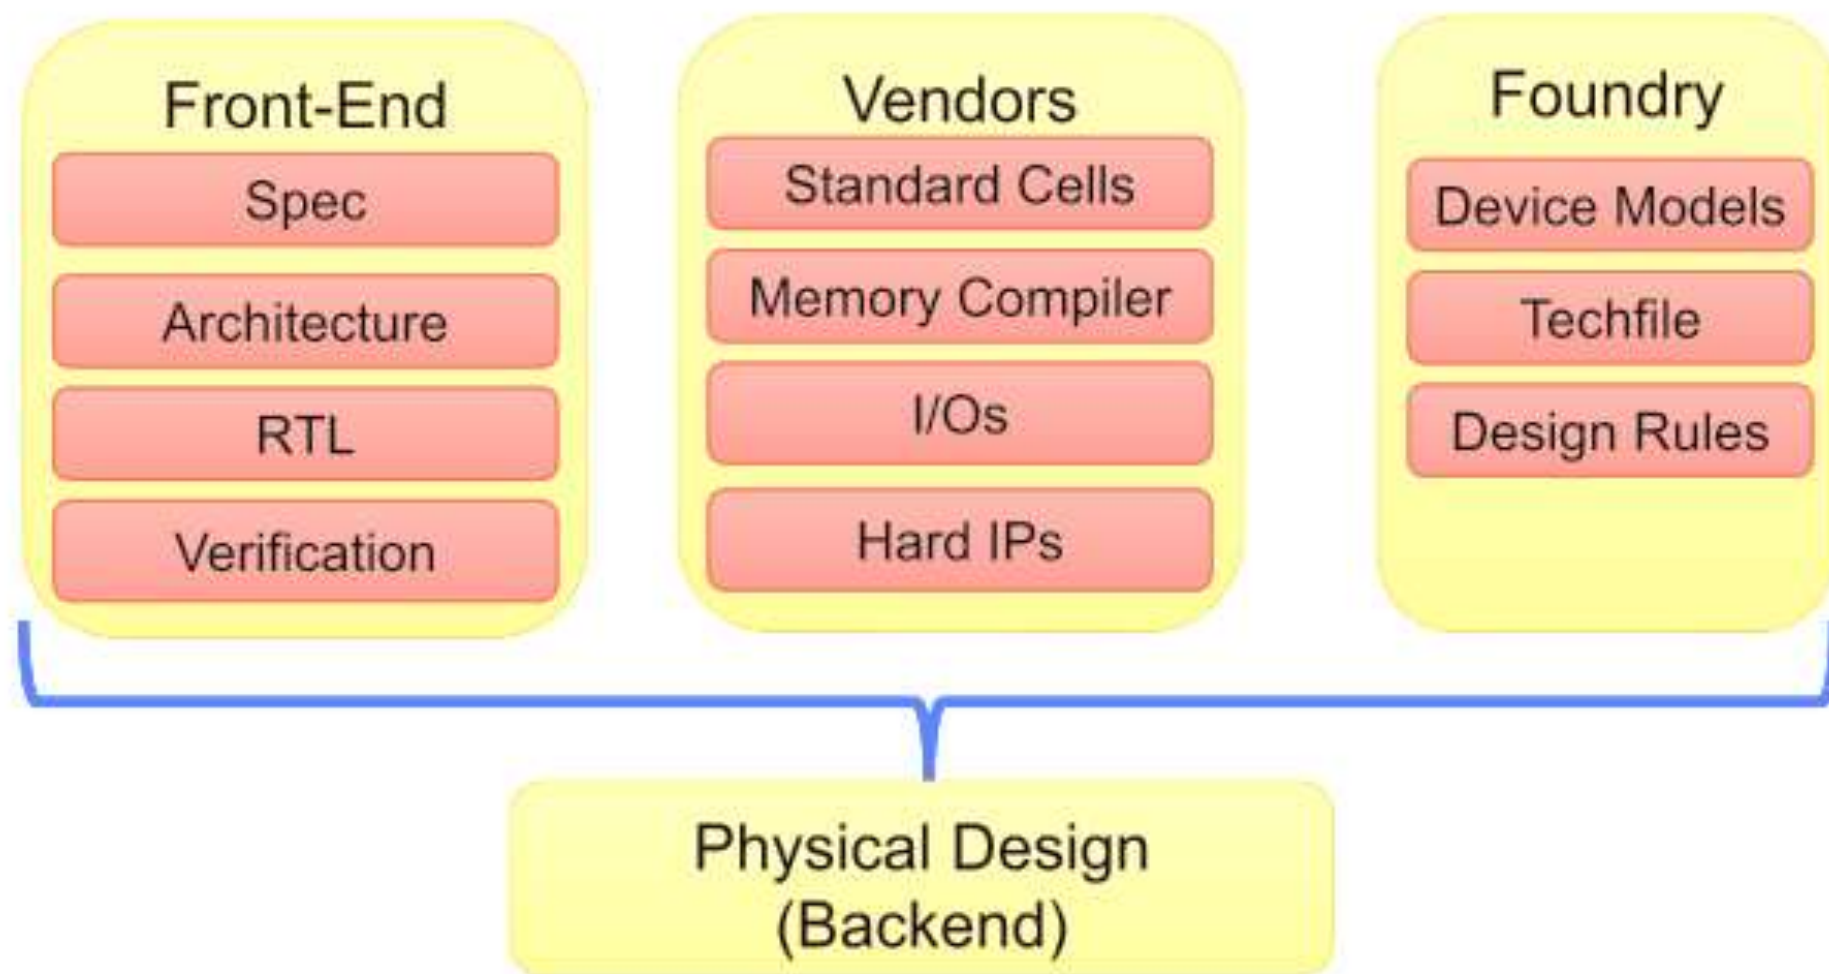 Front-End
Spec
Architecture
RTL
Verification
Vendors
Standard Cells
Memory Compiler
I/Os
Hard IPs
Foundry
Device Models
Techfile
Design Rules
Physical Design
(Backend)